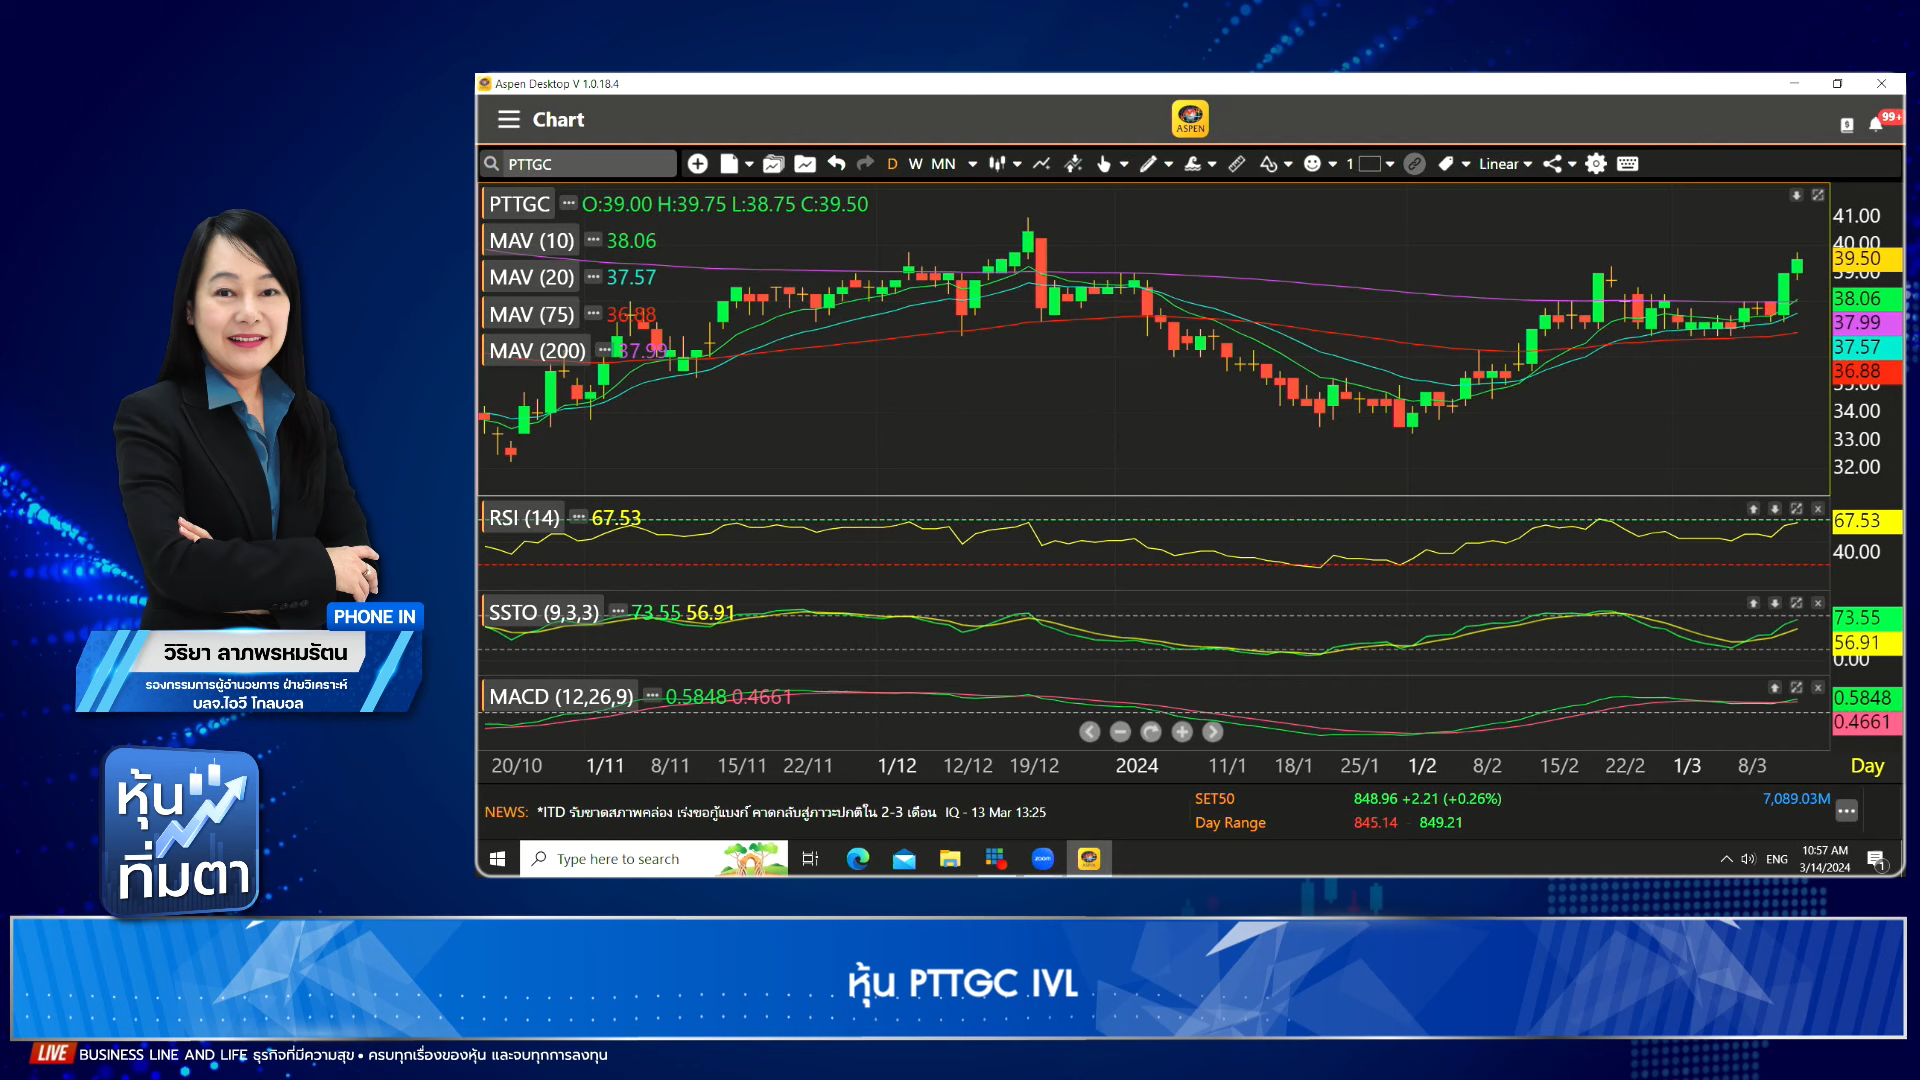 Aspen Desktop V 1.0.18.4
Chart
ASPEN
99+
PTTGC
D W MN
1
Linear
PTTGC O:39.00 H:39.75 L:38.75 C:39.50
MAV (10) 38.06
MAV (20) 37.57
MAV (75) 36.88
MAV (200) 37.99
41.00
40.00
39.50
39.00
38.06
37.99
37.57
36.88
34.00
33.00
32.00
RSI (14) 67.53
67.53
40.00
SSTO (9,3,3) 73.55 56.91
73.55
56.91
0.00
MACD (12,26,9) 0.5848 0.4661
0.5848
0.4661
20/10 1/11 8/11 15/11 22/11 1/12 12/12 19/12 2024 11/1 18/1 25/1 1/2 8/2 15/2 22/2 1/3 8/3 Day
NEWS: *ITD รับขาดสภาพคล่อง เร่งขอกู้แบงก์ คาดกลับสู่ภาวะปกติใน 2-3 เดือน IQ - 13 Mar 13:25
SET50 848.96 +2.21 (+0.26%) 7,089.03M
Day Range 845.14 - 849.21
Type here to search
zoom
ASPEN
ENG
10:57 AM
3/14/2024
1
PHONE IN
วิริยา ลาภพรหมรัตน
รองกรรมการผู้อำนวยการ ฝ่ายวิเคราะห์
บลจ.ไอวี โกลบอล
หุ้น
ทิ่มตา
หุ้น PTTGC IVL
LIVE BUSINESS LINE AND LIFE ธุรกิจที่มีความสุข • ครบทุกเรื่องของหุ้น และจบทุกการลงทุน